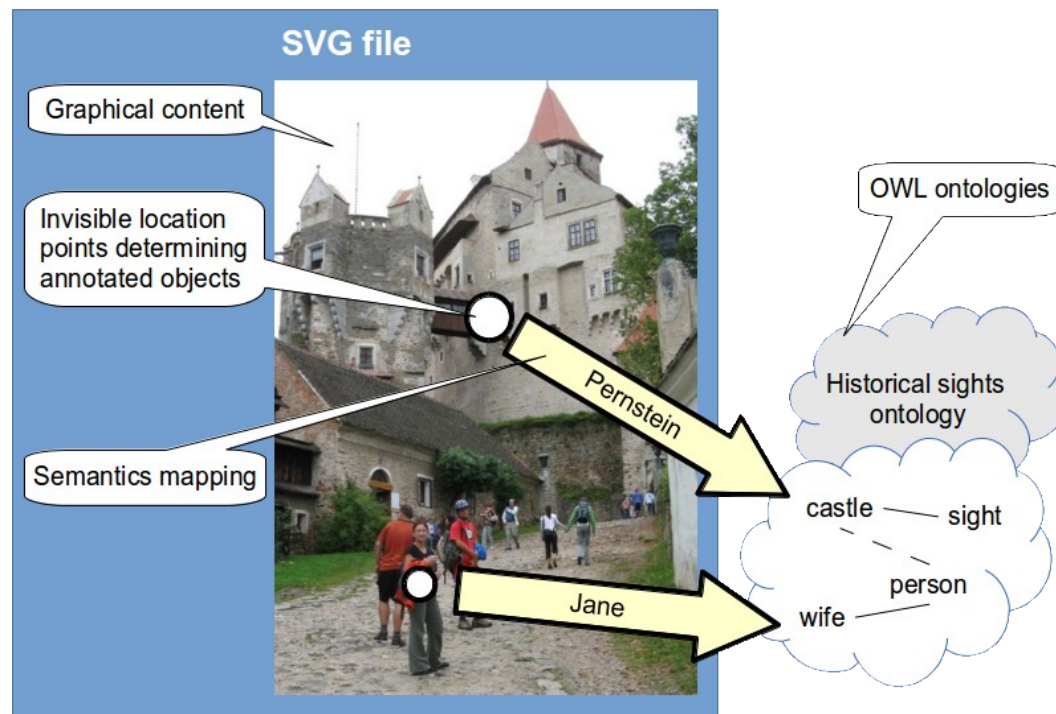 SVG file
Graphical content
Invisible location
points determining
annotated objects
Semantics mapping
OWL ontologies
Historical sights
ontology
Pernstein
castle
sight
person
wife
Jane